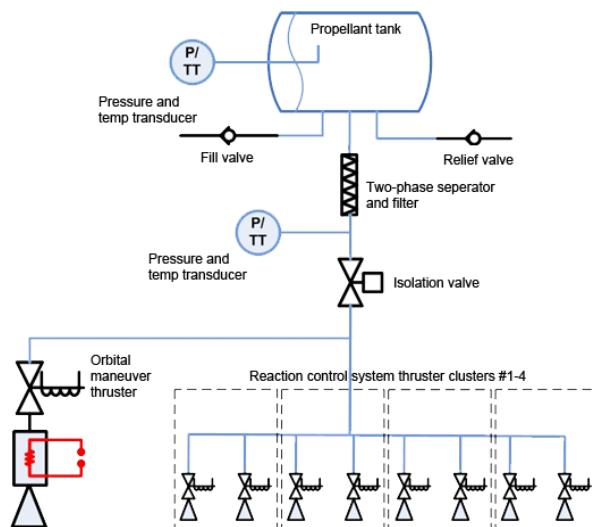 Propellant tank
P/
TT
Pressure and
temp transducer
Fill valve
Relief valve
Two-phase seperator
and filter
P/
TT
Pressure and
temp transducer
Isolation valve
Orbital
maneuver
thruster
Reaction control system thruster clusters #1-4